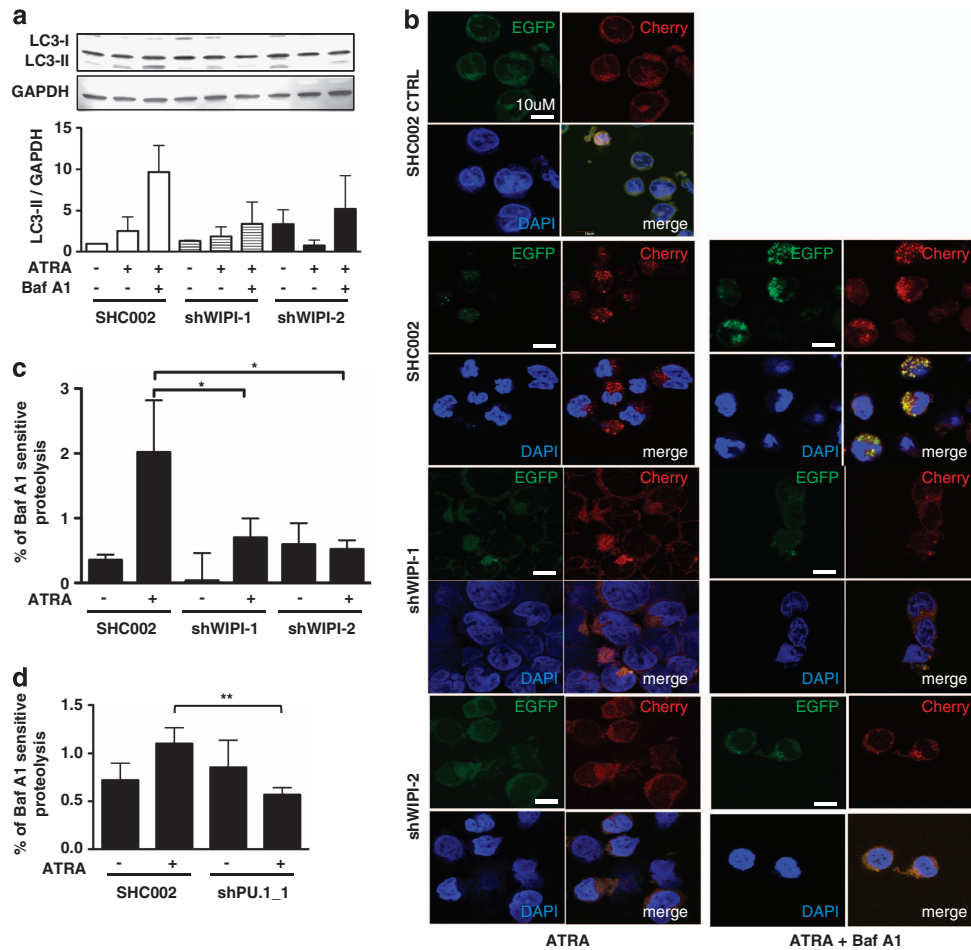 a
LC3-I
LC3-II
GAPDH
15
10
5
0
LC3-II / GAPDH
ATRA - + + - + + - + +
Baf A1 + + +
SHC002 shWIPI-1 shWIPI-2
c
3
2
1
0
% of Baf A1 sensitive
proteolysis
* *
ATRA - + - + - +
SHC002 shWIPI-1 shWIPI-2
d
1.5
1.0
0.5
0.0
% of Baf A1 sensitive
proteolysis
**
ATRA - + - +
SHC002 shPU.1_1
b
SHC002 CTRL
EGFP Cherry
10uM
DAPI merge
SHC002
EGFP Cherry EGFP Cherry
DAPI merge DAPI merge
shWIPI-1
EGFP Cherry EGFP Cherry
DAPI merge DAPI merge
shWIPI-2
EGFP Cherry EGFP Cherry
DAPI merge DAPI merge
ATRA ATRA + Baf A1